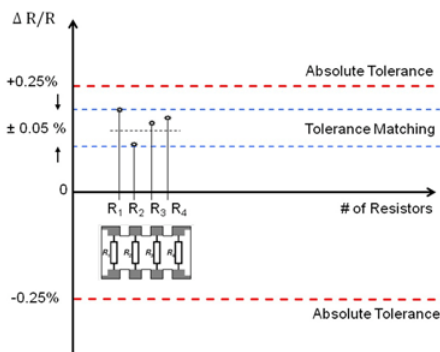 Δ R/R
+0.25%
Absolute Tolerance
± 0.05 %
Tolerance Matching
0
R1 R2 R3 R4
# of Resistors
-0.25%
Absolute Tolerance